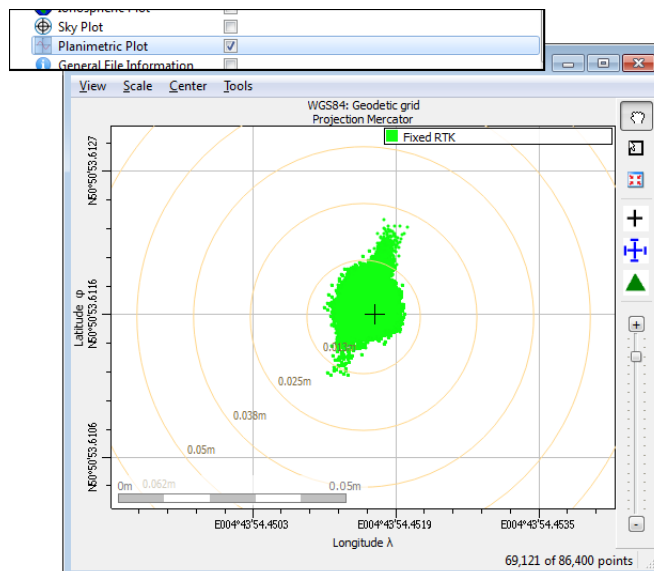 Ionospheric Plot
Sky Plot
Planimetric Plot
General File Information
View Scale Center Tools
WGS84: Geodetic grid
Projection Mercator
Fixed RTK
N50°50'53.6127
N50°50'53.6116
N50°50'53.6106
Latitude φ
0.013m
0.025m
0.038m
0.05m
0.062m
0m 0.05m
E004°43'54.4503 E004°43'54.4519 E004°43'54.4535
Longitude λ
69,121 of 86,400 points